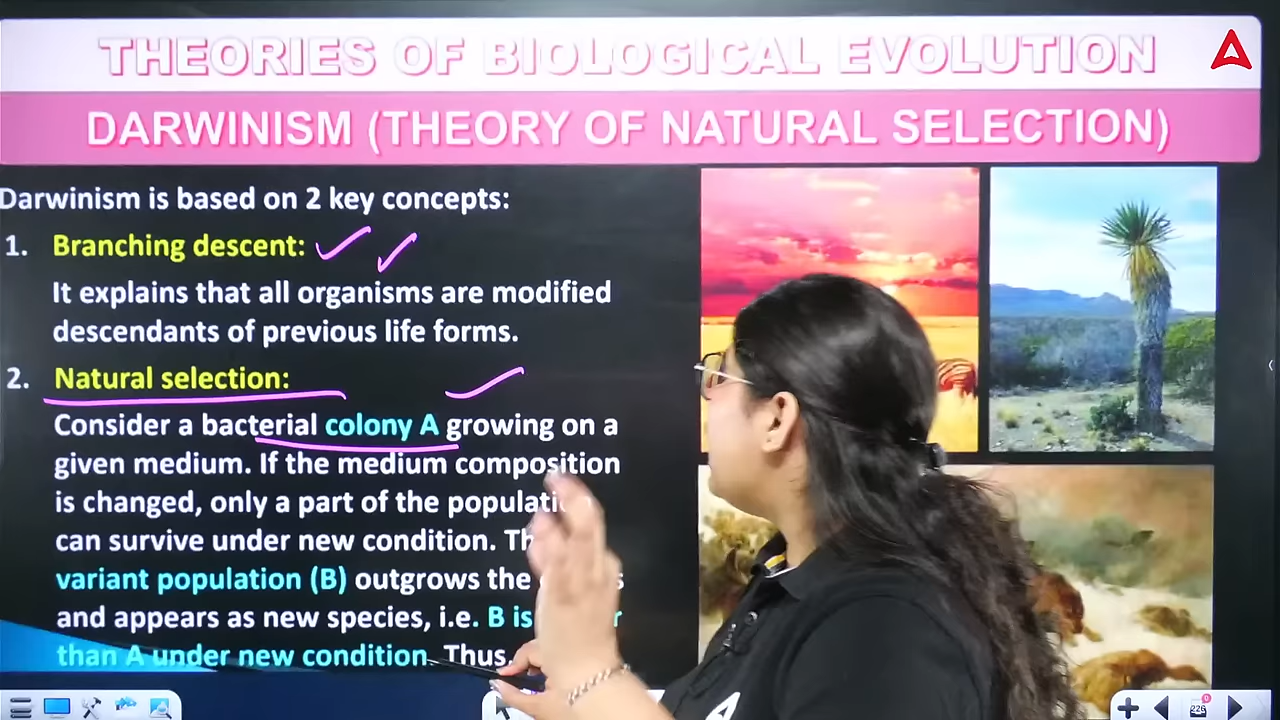 THEORIES OF BIOLOGICAL EVOLUTION
DARWINISM (THEORY OF NATURAL SELECTION)
Darwinism is based on 2 key concepts:
1. Branching descent:
It explains that all organisms are modified
descendants of previous life forms.
2. Natural selection:
Consider a bacterial colony A growing on a
given medium. If the medium composition
is changed, only a part of the
can survive under new condition.
variant population (B) outgrows the
and appears as new species, i.e. B is
than A under new condition. Thus,
226